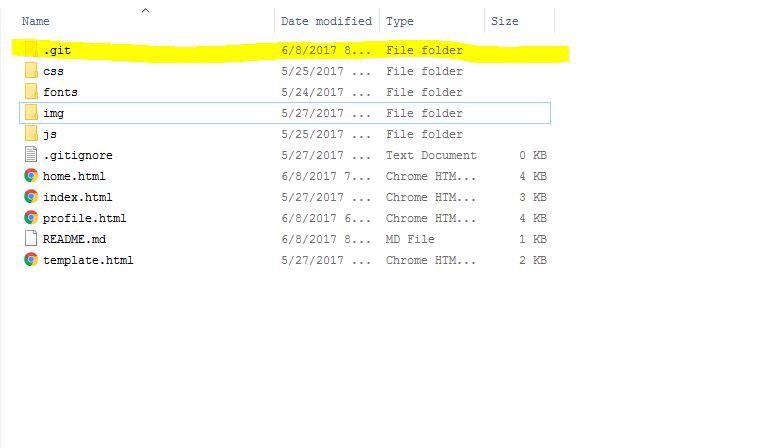 Name Date modified Type Size
.git 6/8/2017 8... File folder
css 5/25/2017 ... File folder
fonts 5/24/2017 ... File folder
img 5/27/2017 ... File folder
js 5/25/2017 ... File folder
.gitignore 5/27/2017 ... Text Document 0 KB
home.html 6/8/2017 7... Chrome HTM... 4 KB
index.html 5/27/2017 ... Chrome HTM... 3 KB
profile.html 6/8/2017 6... Chrome HTM... 4 KB
README.md 6/8/2017 8... MD File 1 KB
template.html 5/27/2017 ... Chrome HTM... 2 KB